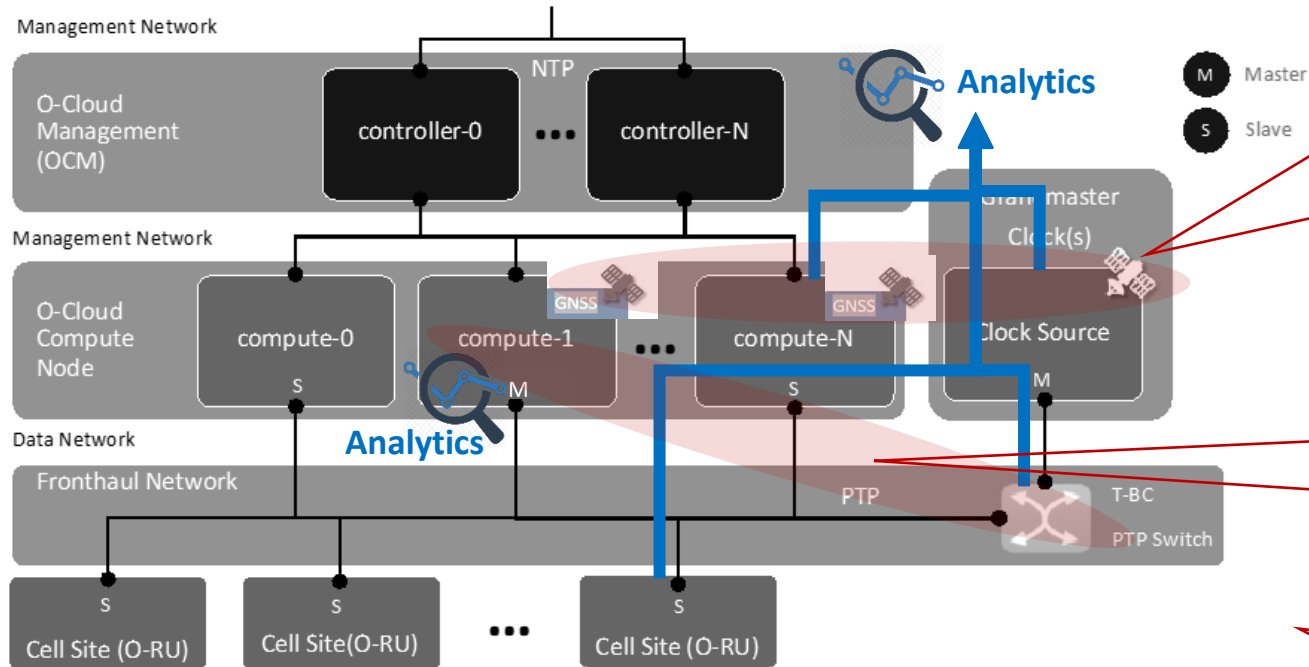 Management Network
NTP
O-Cloud
Management
(OCM)
controller-0
•••
controller-N
Analytics
M Master
S Slave
Management Network
Grandmaster
Clock(s)
O-Cloud
Compute
Node
compute-0
S
GNSS
compute-1
M
•••
GNSS
compute-N
S
Clock Source
M
Analytics
Data Network
Fronthaul Network
PTP
T-BC
PTP Switch
S
Cell Site (O-RU)
S
Cell Site(O-RU)
•••
S
Cell Site (O-RU)